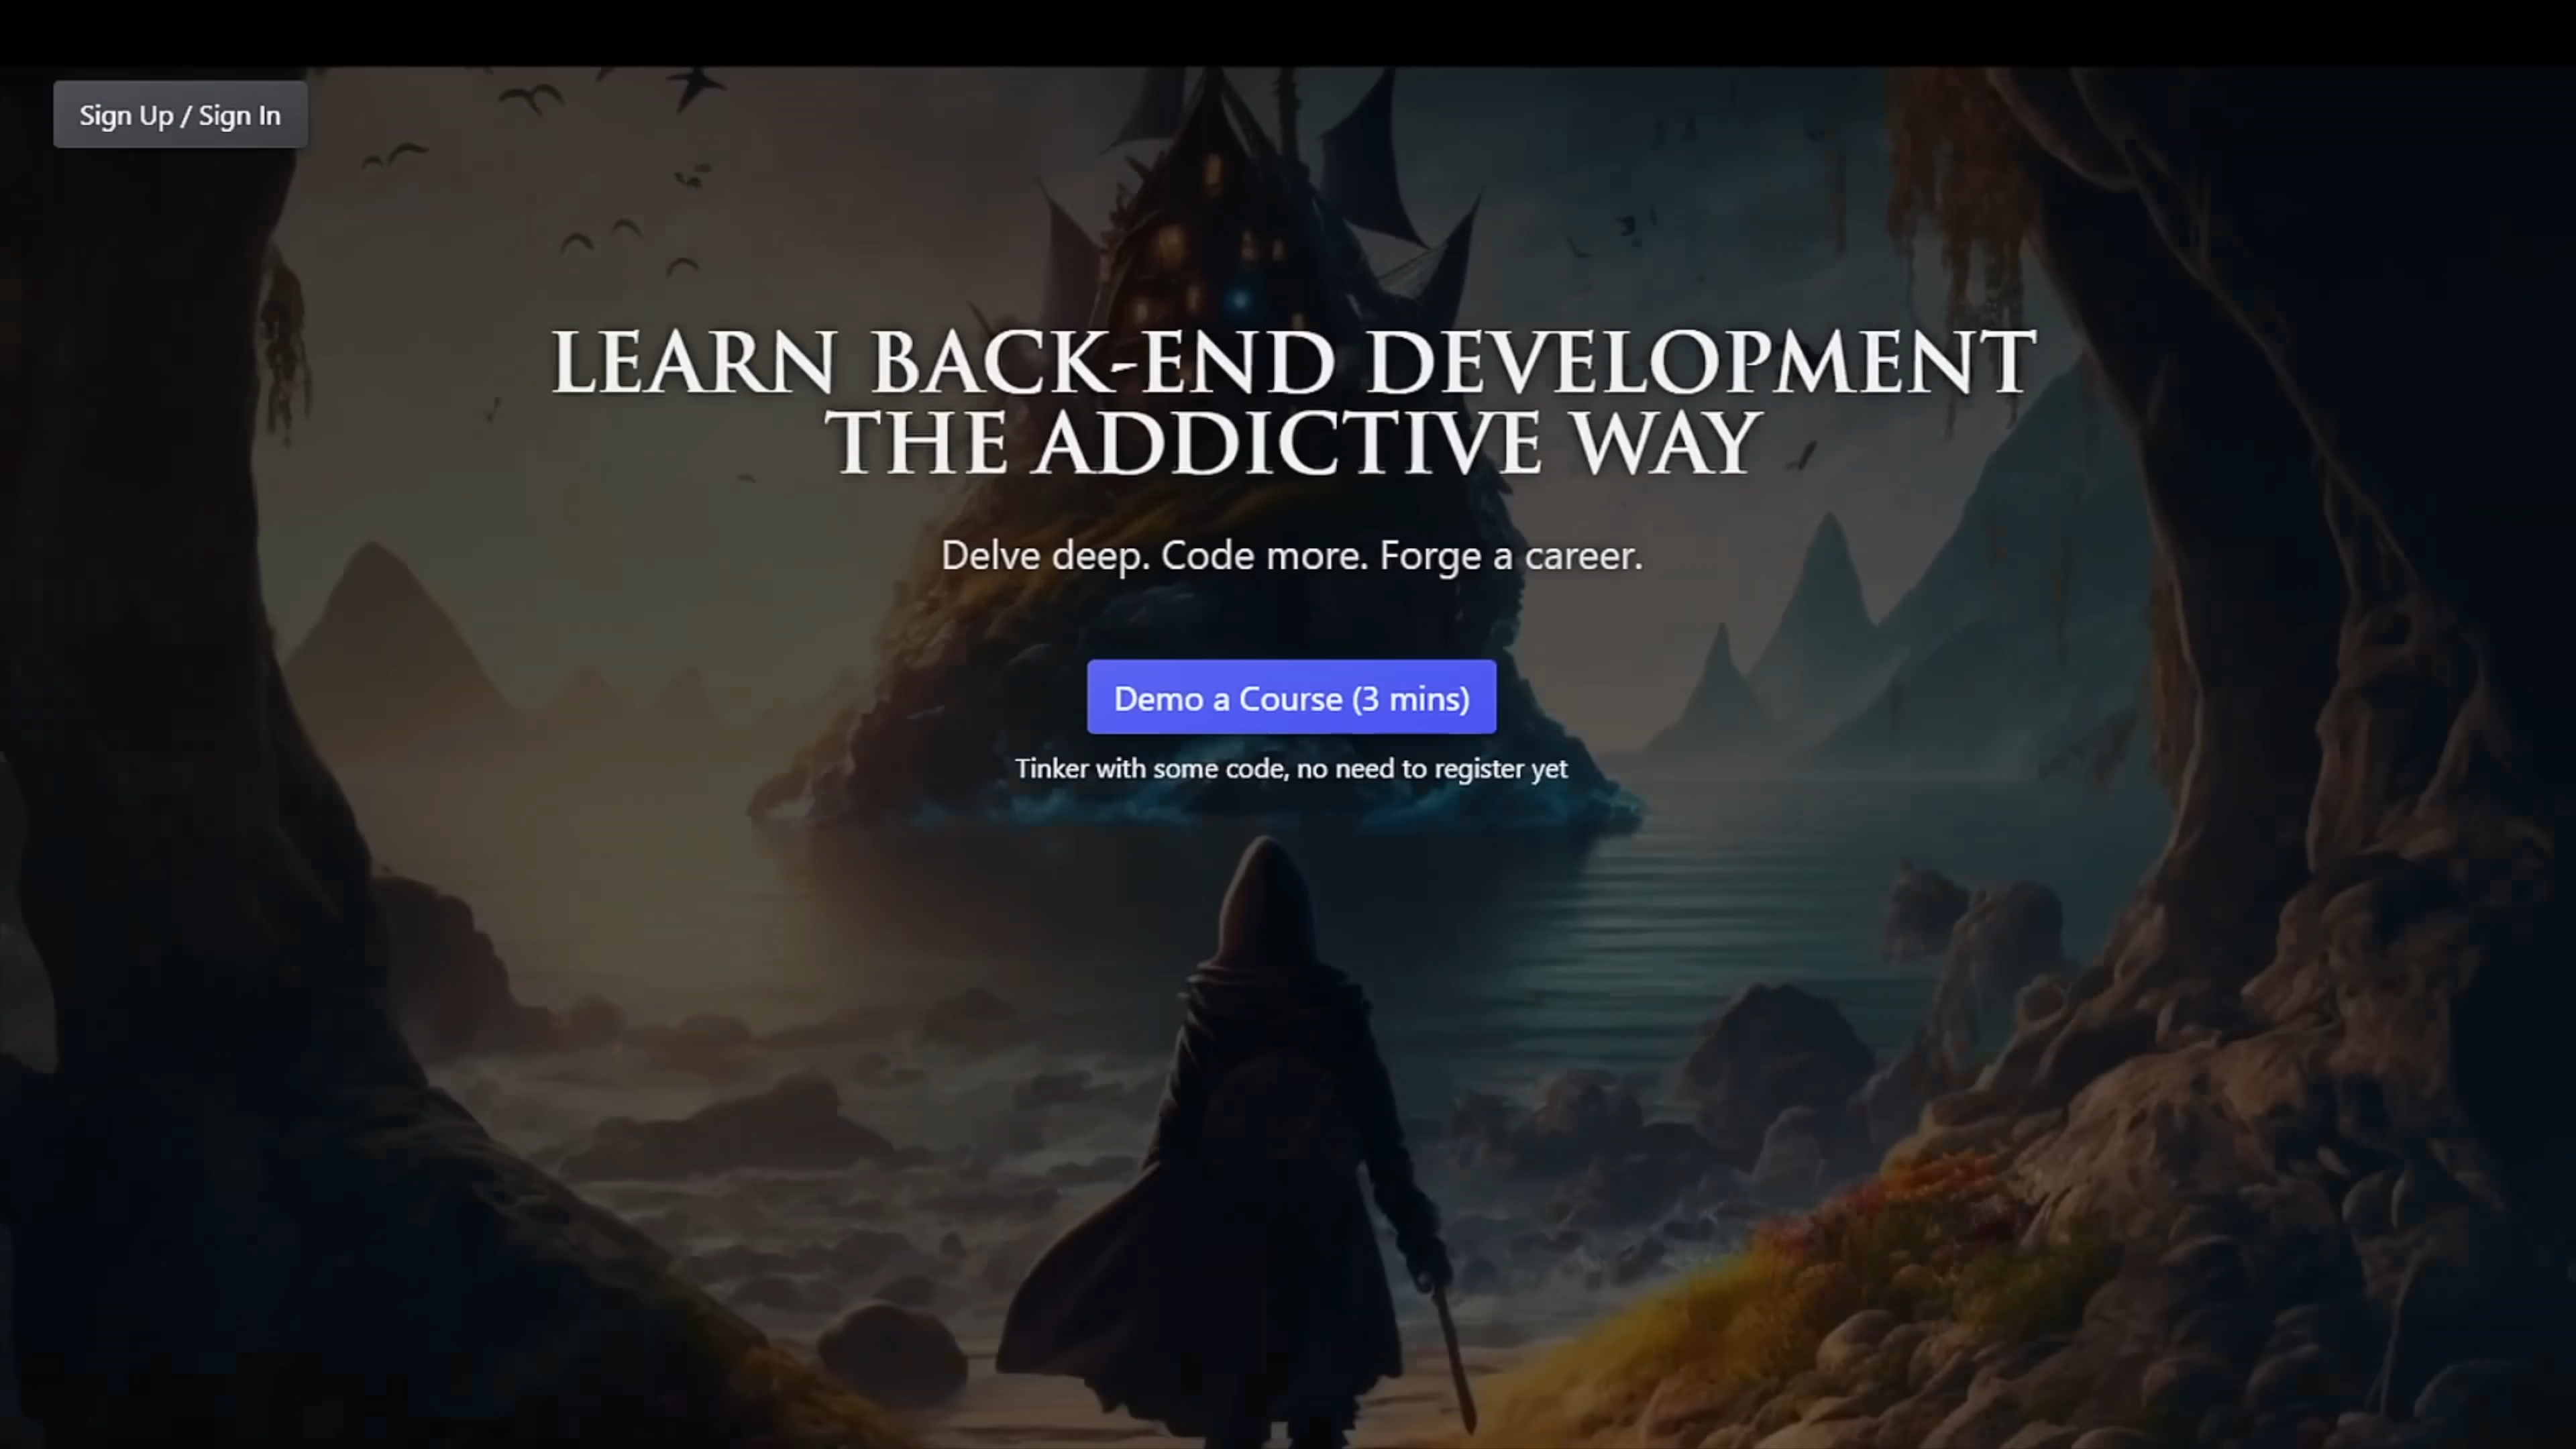 Sign Up / Sign In
LEARN BACK-END DEVELOPMENT
THE ADDICTIVE WAY
Delve deep. Code more. Forge a career.
Demo a Course (3 mins)
Tinker with some code, no need to register yet